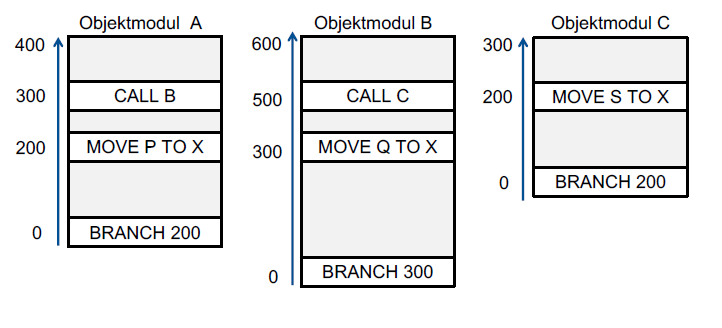 Objektmodul A
400
300
CALL B
200
MOVE P TO X
0
BRANCH 200
Objektmodul B
600
500
CALL C
300
MOVE Q TO X
0
BRANCH 300
Objektmodul C
300
200
MOVE S TO X
0
BRANCH 200